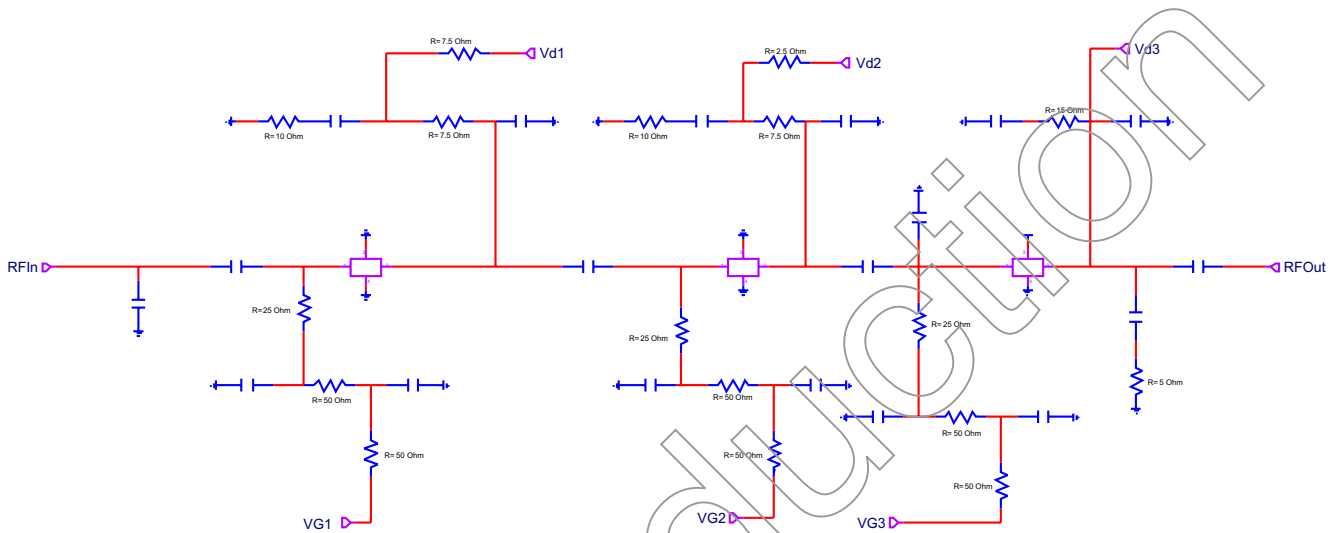 R=7.5 Ohm
Vd1
R=2.5 Ohm
Vd2
Vd3
R=10 Ohm
R=7.5 Ohm
R=10 Ohm
R=7.5 Ohm
R=15 Ohm
RFIn
RFOut
R=25 Ohm
R=25 Ohm
R=25 Ohm
R=50 Ohm
R=50 Ohm
R=5 Ohm
R=50 Ohm
R=50 Ohm
R=50 Ohm
R=50 Ohm
VG1
VG2
VG3
duction